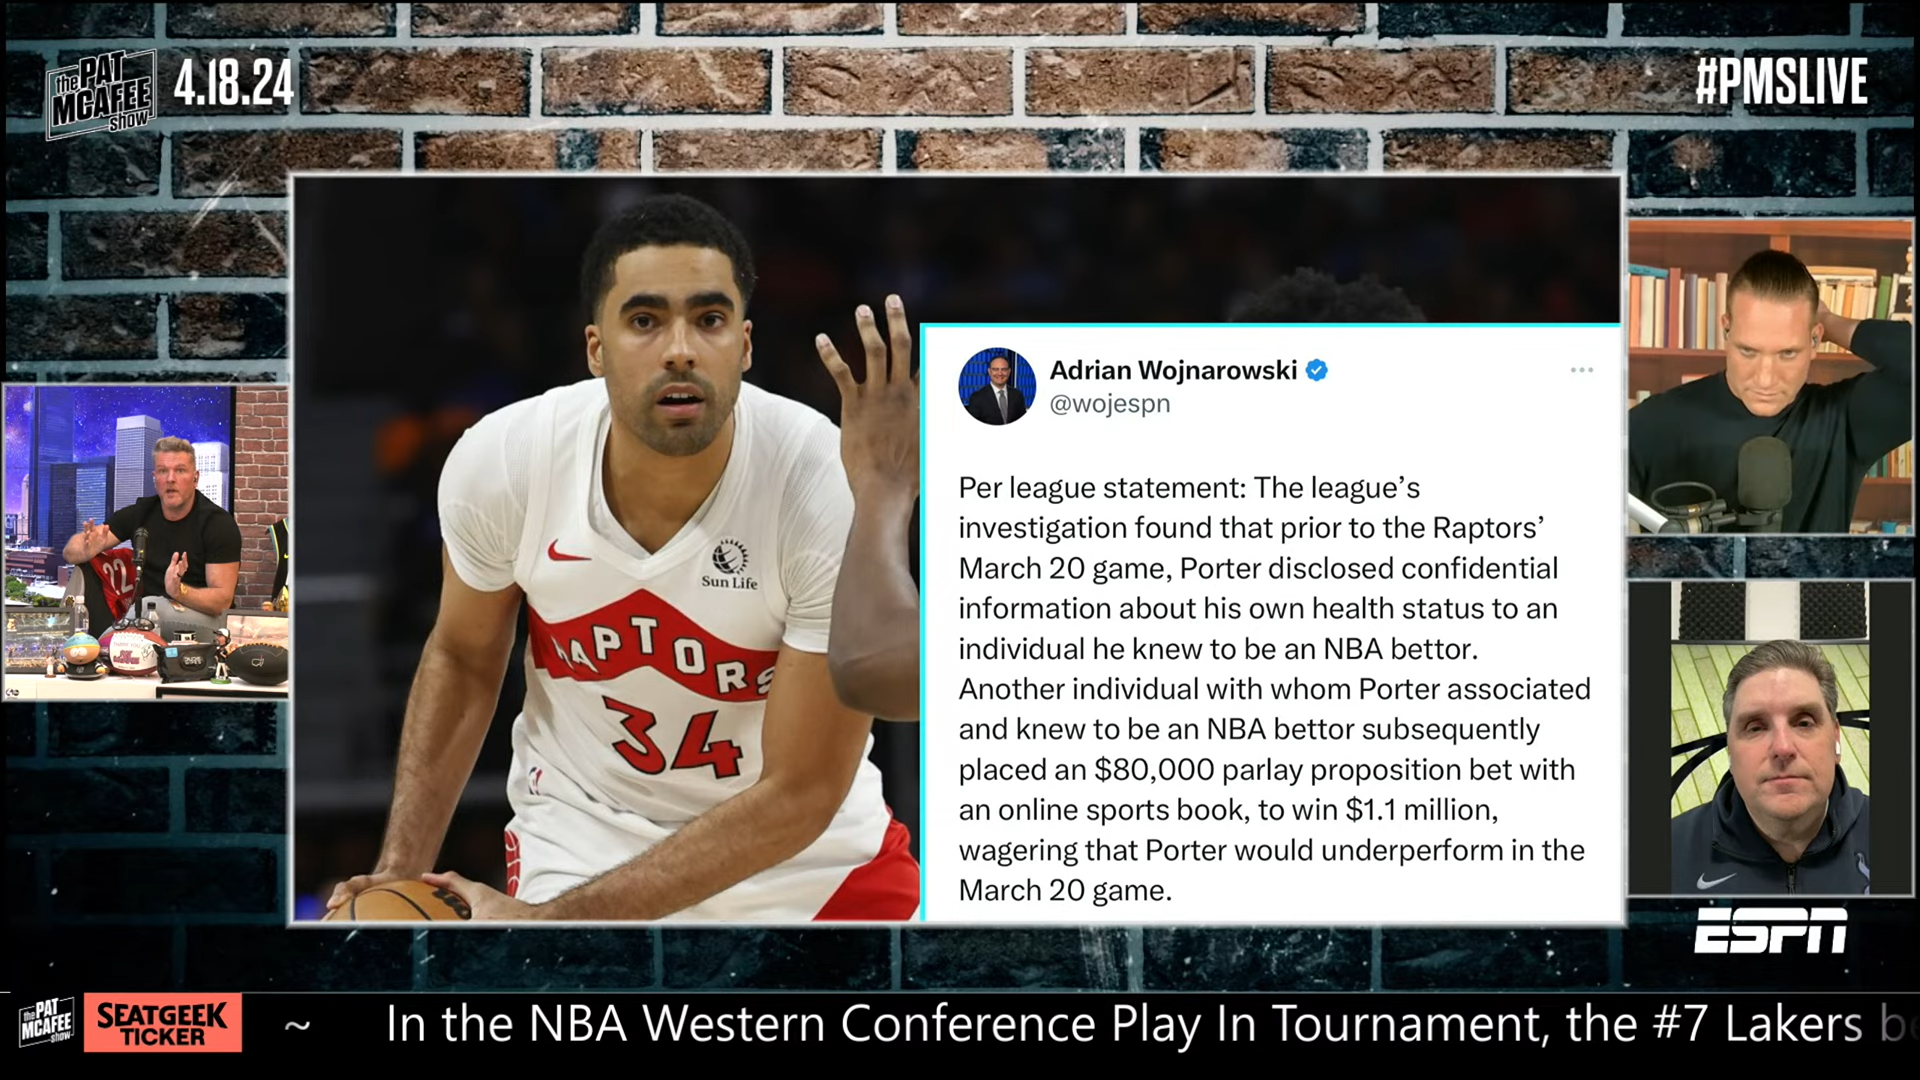 the PAT MCAFEE show
4.18.24
#PMSLIVE
Sun Life
RAPTORS
34
22
Adrian Wojnarowski
@wojespn
Per league statement: The league's
investigation found that prior to the Raptors'
March 20 game, Porter disclosed confidential
information about his own health status to an
individual he knew to be an NBA bettor.
Another individual with whom Porter associated
and knew to be an NBA bettor subsequently
placed an $80,000 parlay proposition bet with
an online sports book, to win $1.1 million,
wagering that Porter would underperform in the
March 20 game.
ESPN
the PAT MCAFEE show
SEATGEEK
TICKER
~ In the NBA Western Conference Play In Tournament, the #7 Lakers be